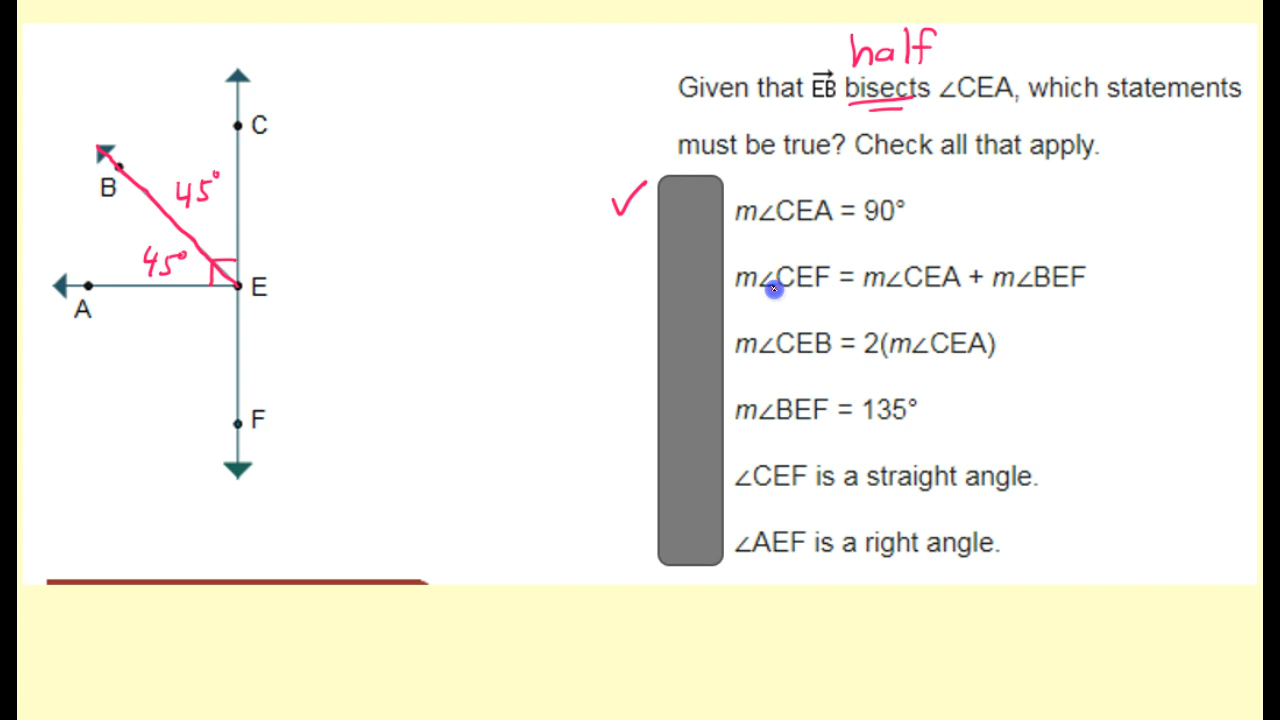 half
Given that EB bisects ∠CEA, which statements
must be true? Check all that apply.
m∠CEA = 90°
m∠CEF = m∠CEA + m∠BEF
m∠CEB = 2(m∠CEA)
m∠BEF = 135°
∠CEF is a straight angle.
∠AEF is a right angle.
C
B
45°
45°
E
A
F